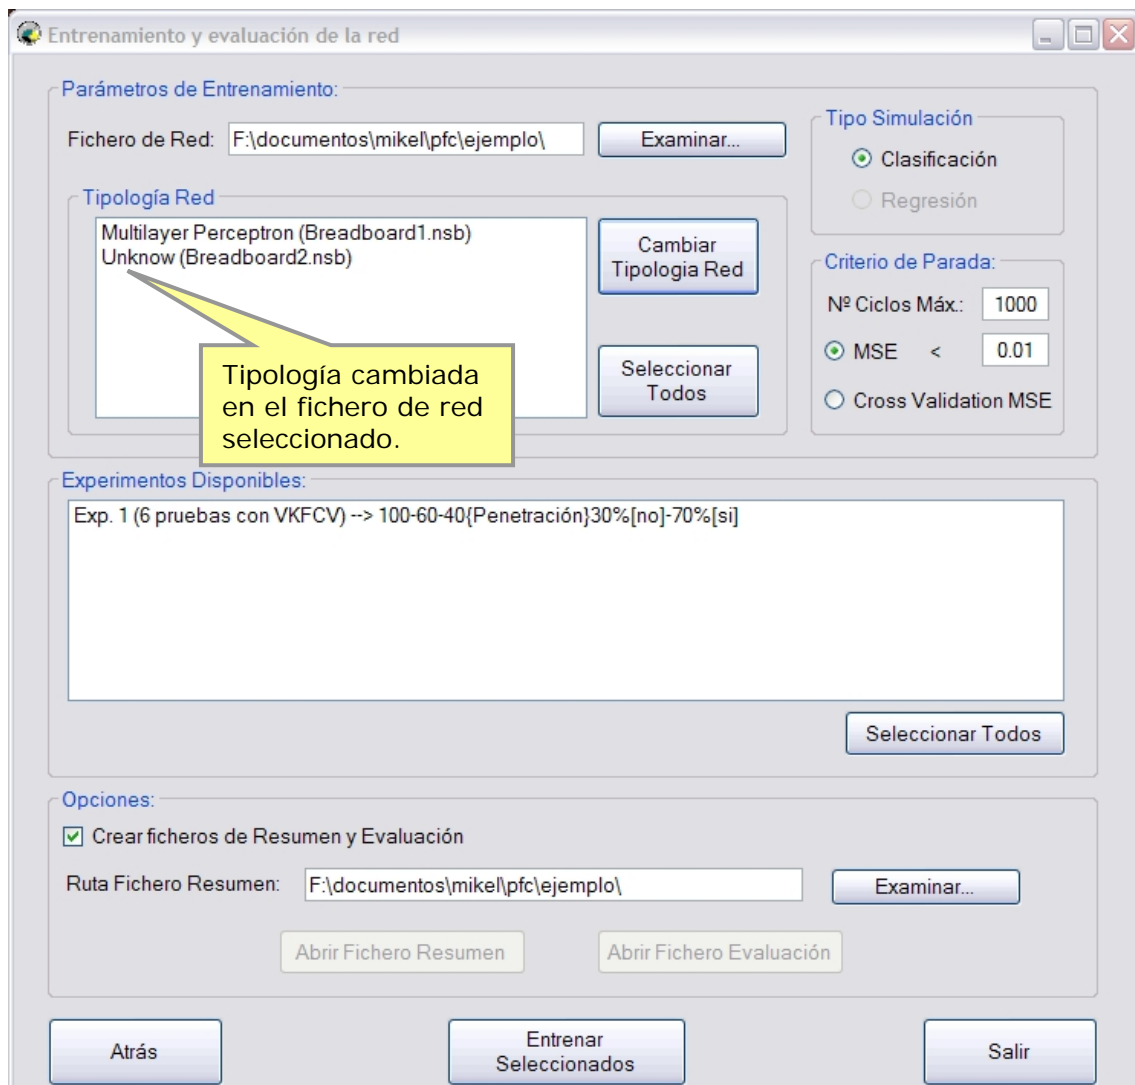 Entrenamiento y evaluación de la red
Parámetros de Entrenamiento:
Fichero de Red: F:\documentos\mikel\pfc\ejemplo\ Examinar...
Tipología Red
Multilayer Perceptron (Breadboard1.nsb)
Unknow (Breadboard2.nsb)
Cambiar
Tipologia Red
Seleccionar
Todos
Tipología cambiada
en el fichero de red
seleccionado.
Tipo Simulación
Clasificación
Regresión
Criterio de Parada:
Nº Ciclos Máx.: 1000
MSE < 0.01
Cross Validation MSE
Experimentos Disponibles:
Exp. 1 (6 pruebas con VKFCV) --> 100-60-40{Penetración}30%[no]-70%[si]
Seleccionar Todos
Opciones:
Crear ficheros de Resumen y Evaluación
Ruta Fichero Resumen: F:\documentos\mikel\pfc\ejemplo\ Examinar...
Abrir Fichero Resumen Abrir Fichero Evaluación
Atrás
Entrenar
Seleccionados
Salir